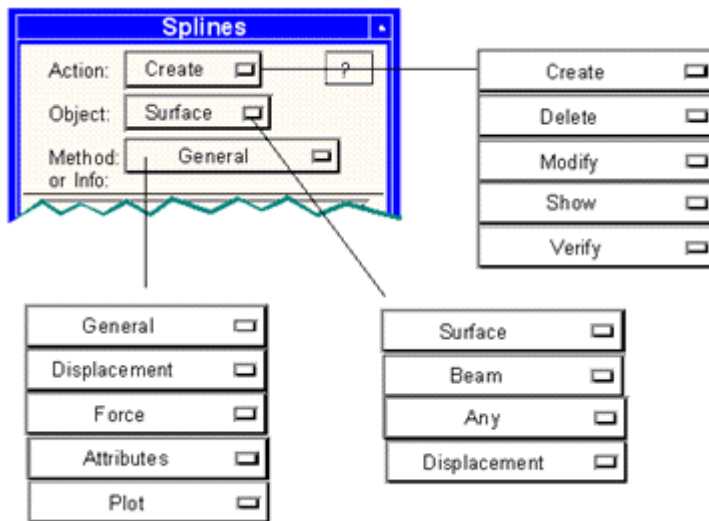 Splines
Action: Create ?
Object: Surface
Method: General
or Info:
Create
Delete
Modify
Show
Verify
General
Displacement
Force
Attributes
Plot
Surface
Beam
Any
Displacement